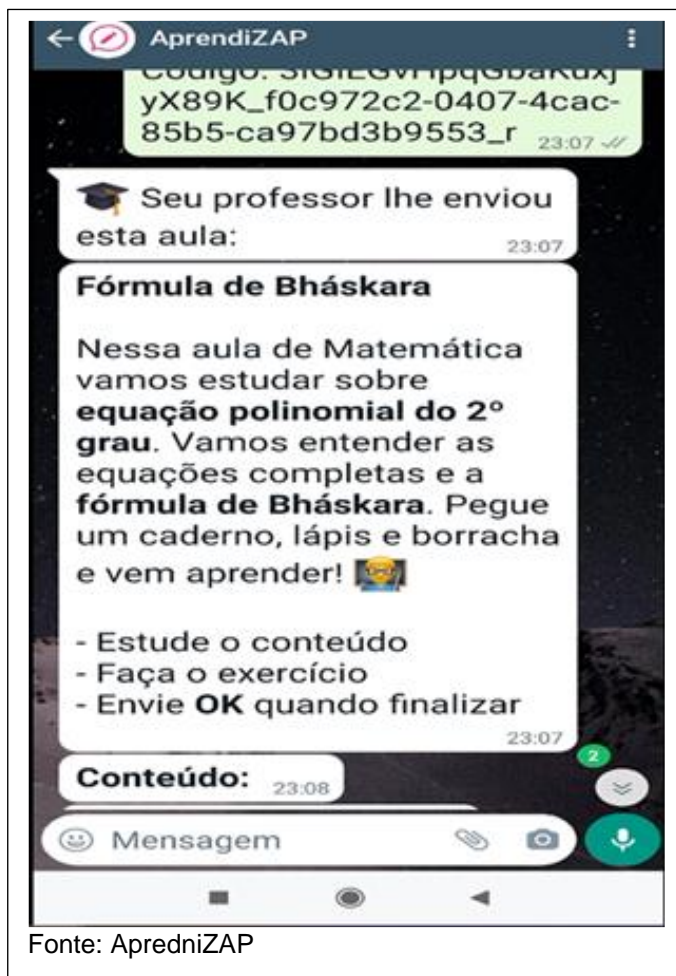 AprendiZAP
yX89K_f0c972c2-0407-4cac-
85b5-ca97bd3b9553_r 23:07
🎓 Seu professor lhe enviou
esta aula: 23:07
Fórmula de Bháskara
Nessa aula de Matemática
vamos estudar sobre
equação polinomial do 2º
grau. Vamos entender as
equações completas e a
fórmula de Bháskara. Pegue
um caderno, lápis e borracha
e vem aprender! 👨‍🏫
- Estude o conteúdo
- Faça o exercício
- Envie OK quando finalizar
23:07
2
Conteúdo: 23:08
Mensagem
Fonte: ApredniZAP